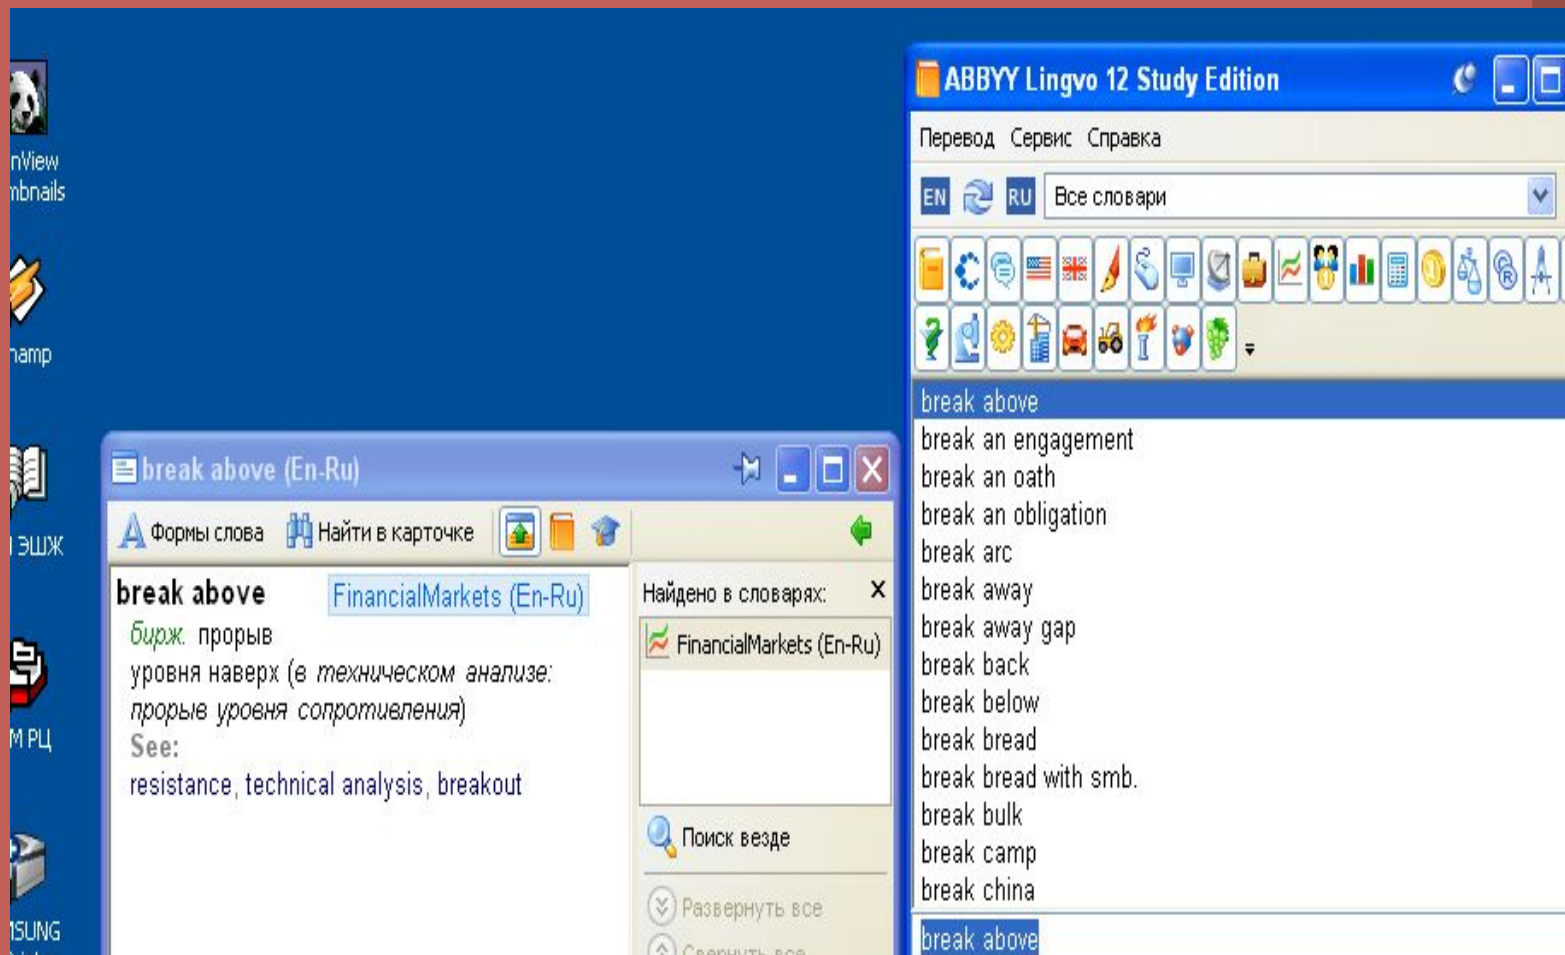 nView
mbnails
amp
ЭШЖ
М РЦ
MSUNG
break above (En-Ru)
Формы слова Найти в карточке
break above FinancialMarkets (En-Ru)
бирж. прорыв
уровня наверх (в техническом анализе:
прорыв уровня сопротивления)
See:
resistance, technical analysis, breakout
Найдено в словарях: X
FinancialMarkets (En-Ru)
Поиск везде
Развернуть все
Свернуть все
ABBYY Lingvo 12 Study Edition
Перевод Сервис Справка
EN RU Все словари
break above
break an engagement
break an oath
break an obligation
break arc
break away
break away gap
break back
break below
break bread
break bread with smb.
break bulk
break camp
break china
break above